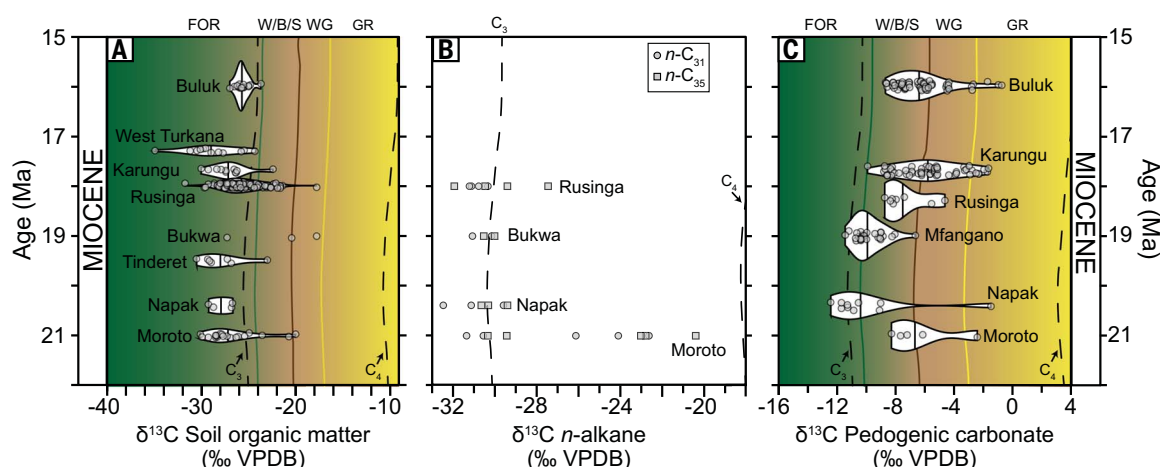 FOR W/B/S WG GR
A
15
17
19
21
Age (Ma)
MIOCENE
Buluk
West Turkana
Karungu
Rusinga
Bukwa
Tinderet
Napak
Moroto
C3
C4
-40 -30 -20 -10
δ13C Soil organic matter
(‰ VPDB)
C3
B
n-C31
n-C35
Rusinga
C4
Bukwa
Napak
Moroto
-32 -28 -24 -20
δ13C n-alkane
(‰ VPDB)
FOR W/B/S WG GR
C
Buluk
Karungu
Rusinga
Mfangano
Napak
Moroto
C3
C4
15
17
19
21
MIOCENE
Age (Ma)
-16 -12 -8 -4 0 4
δ13C Pedogenic carbonate
(‰ VPDB)